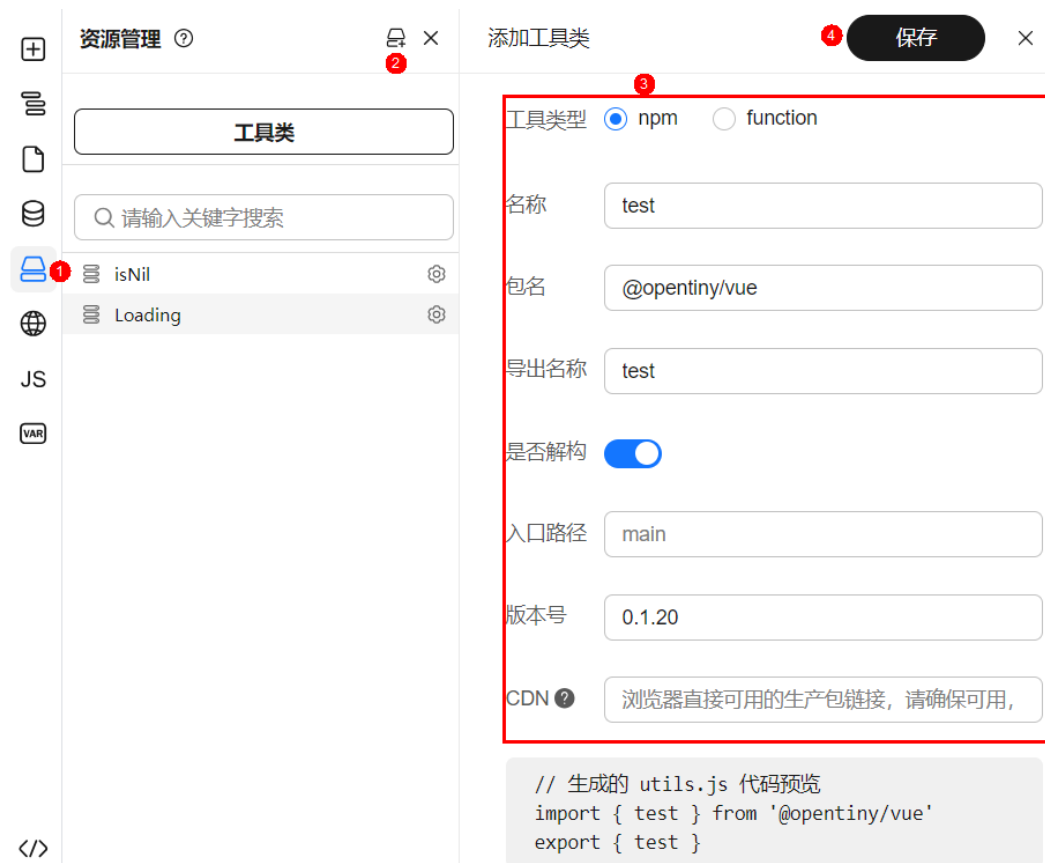 资源管理
2
工具类
请输入关键字搜索
1
isNil
Loading
JS
VAR
</>
添加工具类
4
保存
3
工具类型
npm
function
名称
test
包名
@opentiny/vue
导出名称
test
是否解构
入口路径
main
版本号
0.1.20
CDN
浏览器直接可用的生产包链接，请确保可用，
// 生成的 utils.js 代码预览
import { test } from '@opentiny/vue'
export { test }